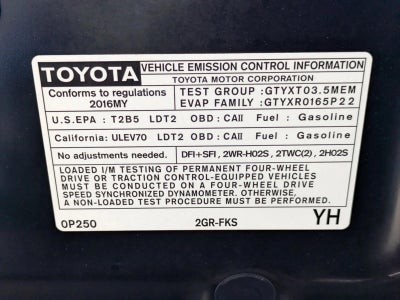 TOYOTA
VEHICLE EMISSION CONTROL INFORMATION
TOYOTA MOTOR CORPORATION
Conforms to regulations
2016MY
TEST GROUP : GTYXT03.5MEM
EVAP FAMILY : GTYXR0165P22
U.S.EPA : T2B5 LDT2 OBD : CAII Fuel : Gasoline
California: ULEV70 LDT2 OBD : CAII Fuel : Gasoline
No adjustments needed.
DFI+SFI, 2WR-HO2S, 2TWC(2), 2HO2S
LOADED I/M TESTING OF PERMANENT FOUR-WHEEL
DRIVE OR TRACTION CONTROL-EQUIPPED VEHICLES
MUST BE CONDUCTED ON A FOUR-WHEEL DRIVE
SPEED SYNCHRONIZED DYNAMOMETER. OTHERWISE,
A NON-LOADED TEST PROCEDURE MUST BE PERFORMED.
0P250
2GR-FKS
YH